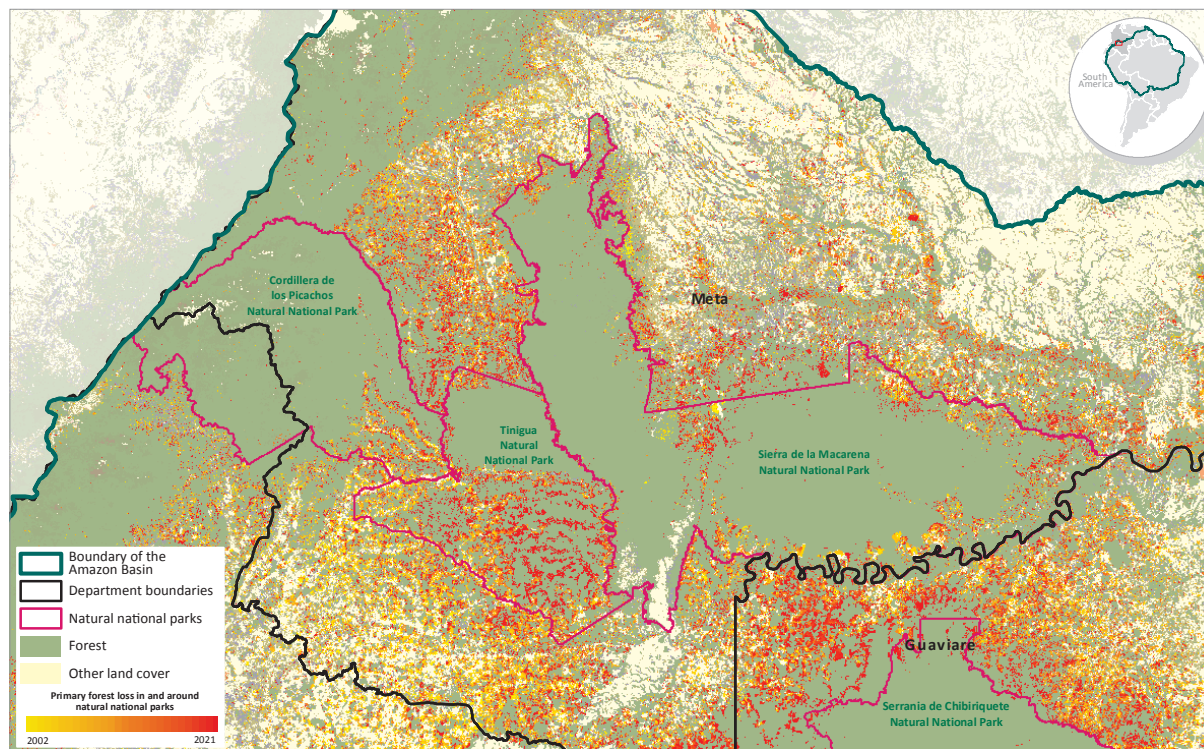 South
America
Cordillera de
los Picachos
Natural National Park
Meta
Tinigua
Natural
National Park
Sierra de la Macarena
Natural National Park
Guaviare
Serrania de Chibiriquete
Natural National Park
Boundary of the
Amazon Basin
Department boundaries
Natural national parks
Forest
Other land cover
Primary forest loss in and around
natural national parks
2002
2021